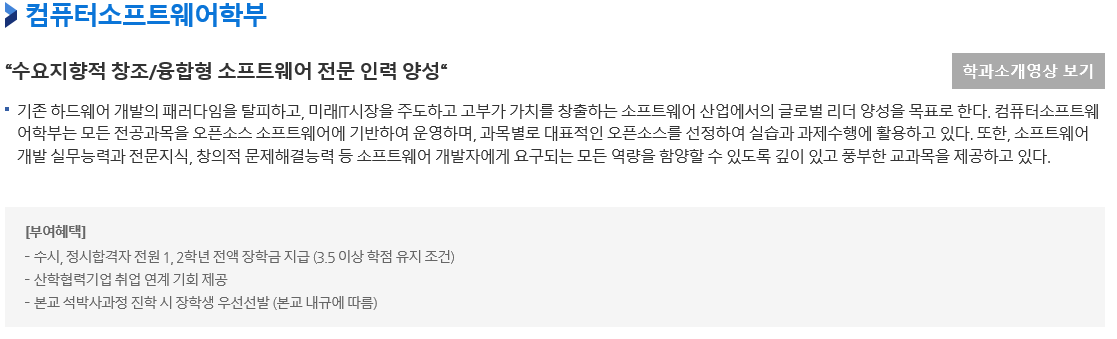 컴퓨터소프트웨어학부
“수요지향적 창조/융합형 소프트웨어 전문 인력 양성“
학과소개영상 보기
기존 하드웨어 개발의 패러다임을 탈피하고, 미래IT시장을 주도하고 고부가 가치를 창출하는 소프트웨어 산업에서의 글로벌 리더 양성을 목표로 한다. 컴퓨터소프트웨
어학부는 모든 전공과목을 오픈소스 소프트웨어에 기반하여 운영하며, 과목별로 대표적인 오픈소스를 선정하여 실습과 과제수행에 활용하고 있다. 또한, 소프트웨어
개발 실무능력과 전문지식, 창의적 문제해결능력 등 소프트웨어 개발자에게 요구되는 모든 역량을 함양할 수 있도록 깊이 있고 풍부한 교과목을 제공하고 있다.
[부여혜택]
- 수시, 정시합격자 전원 1, 2학년 전액 장학금 지급 (3.5 이상 학점 유지 조건)
- 산학협력기업 취업 연계 기회 제공
- 본교 석박사과정 진학 시 장학생 우선선발 (본교 내규에 따름)